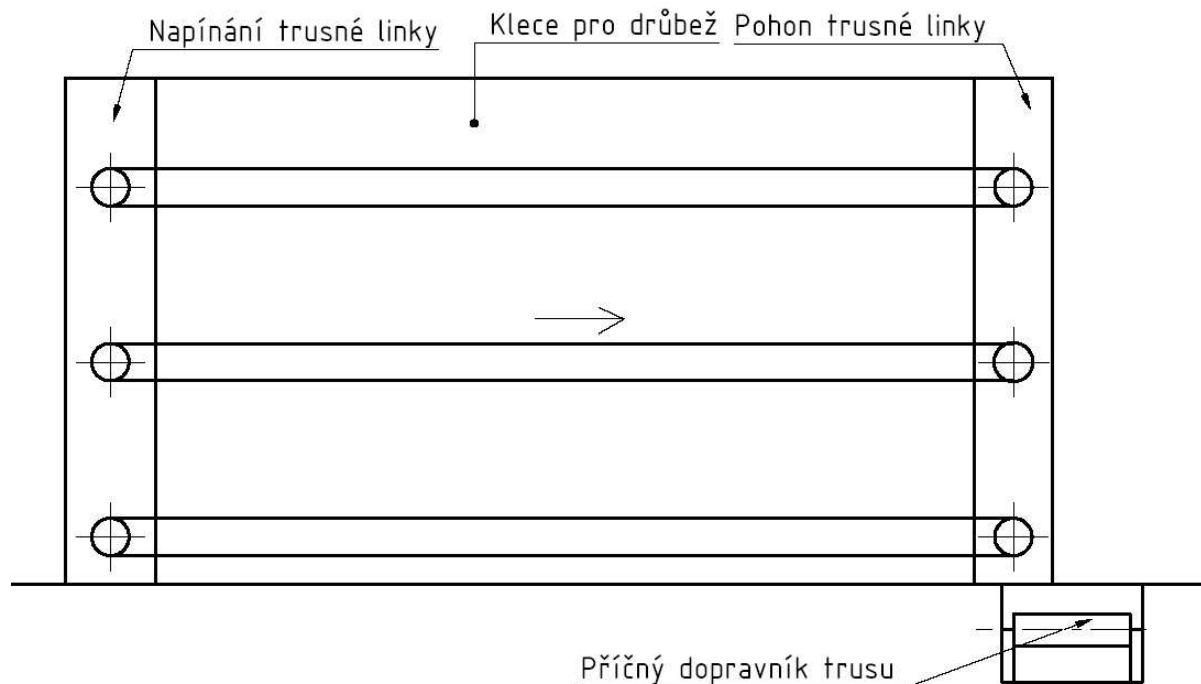 Napínání trusné linky
Klece pro drůbež
Pohon trusné linky
Příčný dopravník trusu